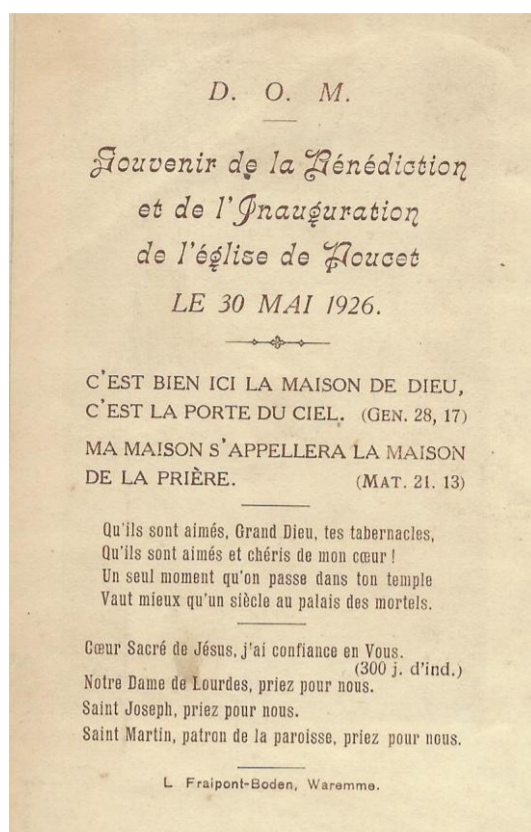 D. O. M.
Souvenir de la Bénédiction
et de l'Inauguration
de l'église de Poucet
LE 30 MAI 1926.
C'EST BIEN ICI LA MAISON DE DIEU,
C'EST LA PORTE DU CIEL. (GEN. 28, 17)
MA MAISON S'APPELLERA LA MAISON
DE LA PRIÈRE. (MAT. 21. 13)
Qu'ils sont aimés, Grand Dieu, tes tabernacles,
Qu'ils sont aimés et chéris de mon cœur !
Un seul moment qu'on passe dans ton temple
Vaut mieux qu'un siècle au palais des mortels.
Cœur Sacré de Jésus, j'ai confiance en Vous.
(300 j. d'ind.)
Notre Dame de Lourdes, priez pour nous.
Saint Joseph, priez pour nous.
Saint Martin, patron de la paroisse, priez pour nous.
L. Fraipont-Boden, Waremme.